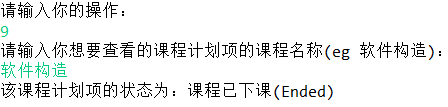 请输入你的操作：
9
请输入你想要查看的课程计划项的课程名称(eg 软件构造)：
软件构造
该课程计划项的状态为：课程已下课(Ended)